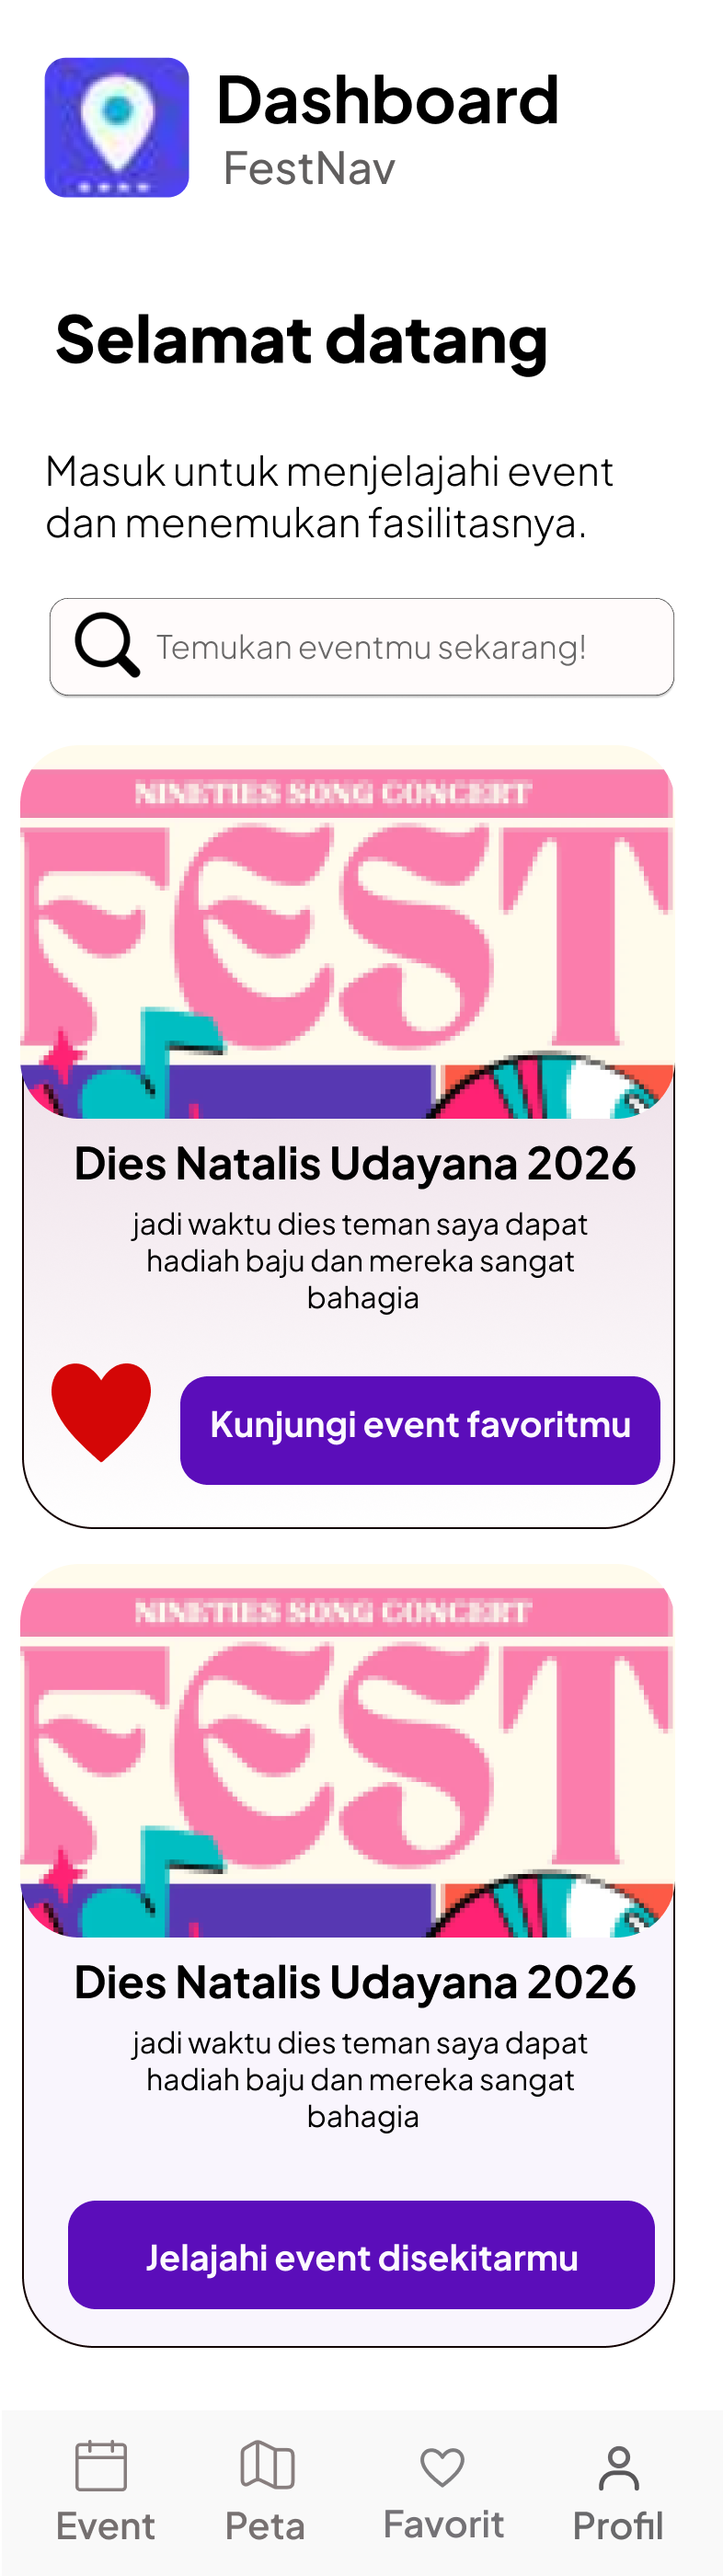 Dashboard
FestNav
Selamat datang
Masuk untuk menjelajahi event
dan menemukan fasilitasnya.
Temukan eventmu sekarang!
NINETIES SONG CONCERT
FEST
Dies Natalis Udayana 2026
jadi waktu dies teman saya dapat
hadiah baju dan mereka sangat
bahagia
Kunjungi event favoritmu
NINETIES SONG CONCERT
FEST
Dies Natalis Udayana 2026
jadi waktu dies teman saya dapat
hadiah baju dan mereka sangat
bahagia
Jelajahi event disekitarmu
Event Peta Favorit Profil